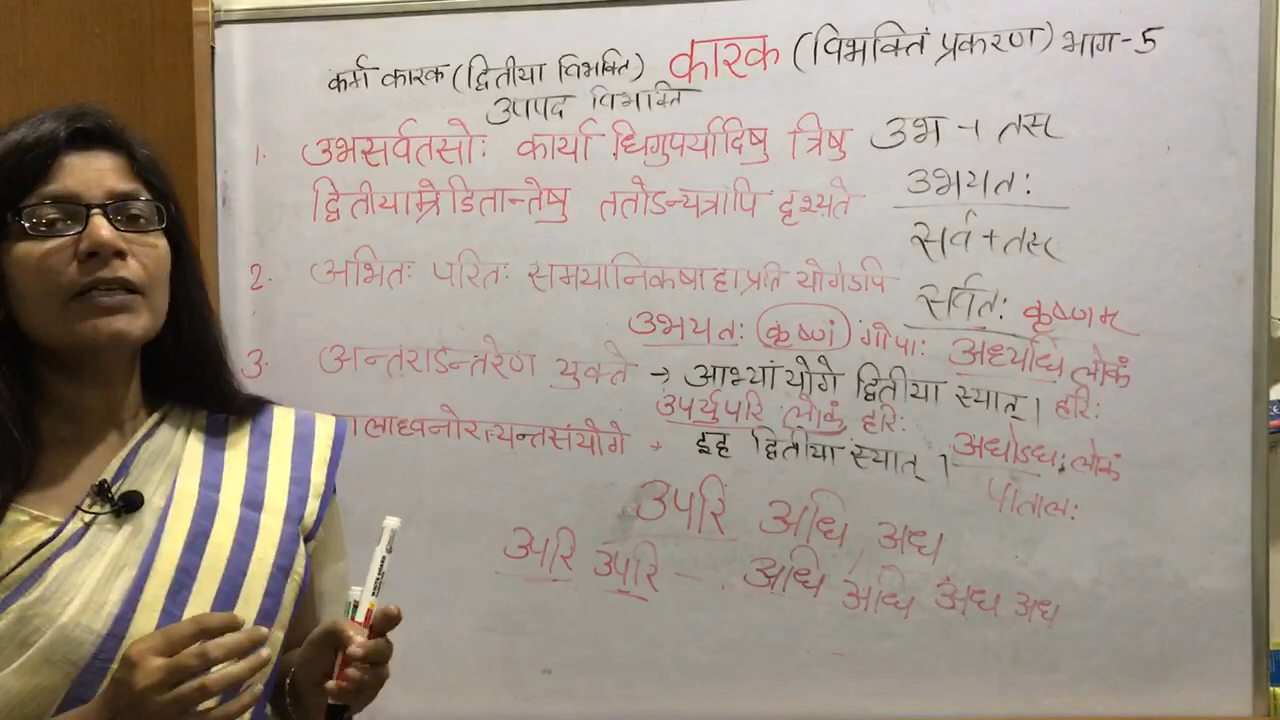 कर्म कारक (द्वितीया विभक्ति) कारक (विभक्तिं प्रकरण) भाग-5
उपपद विभक्ति
1. उभसर्वतसोः कार्या धिगुपर्यादिषु त्रिषु
द्वितीयाम्रेडितान्तेषु ततोऽन्यत्रापि दृश्यते
उभ + तस्
उभयतः
सर्व + तस्
सर्वतः कृष्णम्
2. अभितः परितः समयानिकषाहाप्रति योगेऽपि
उभयतः कृष्णं गोपाः
अध्यधि लोकं
हरिः
3. अन्तराऽन्तरेण युक्ते → आभ्यां योगे द्वितीया स्यात्।
उपर्युपरि लोकं हरिः
लाध्वनोरत्यन्तसंयोगे → इह द्वितीया स्यात्।
अधोऽधः लोकं
पातालः
उपरि अधि, अध
उपरि उपरि – . अधि अधि अध अध